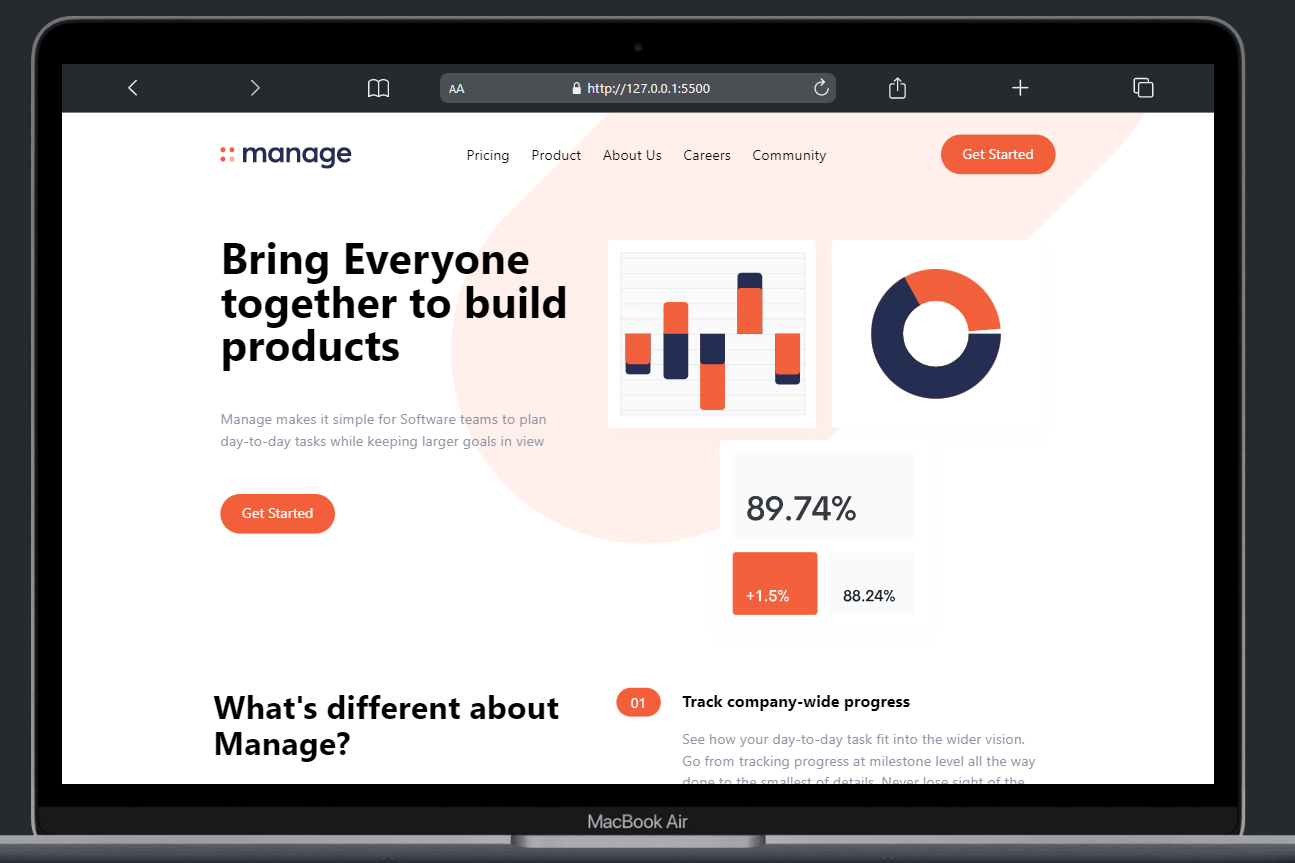 AA
http://127.0.0.1:5500
manage
Pricing Product About Us Careers Community
Get Started
Bring Everyone
together to build
products
Manage makes it simple for Software teams to plan
day-to-day tasks while keeping larger goals in view
Get Started
89.74%
+1.5%
88.24%
What's different about
Manage?
01
Track company-wide progress
See how your day-to-day task fit into the wider vision.
Go from tracking progress at milestone level all the way
done to the smallest of details. Never lose sight of the
MacBook Air